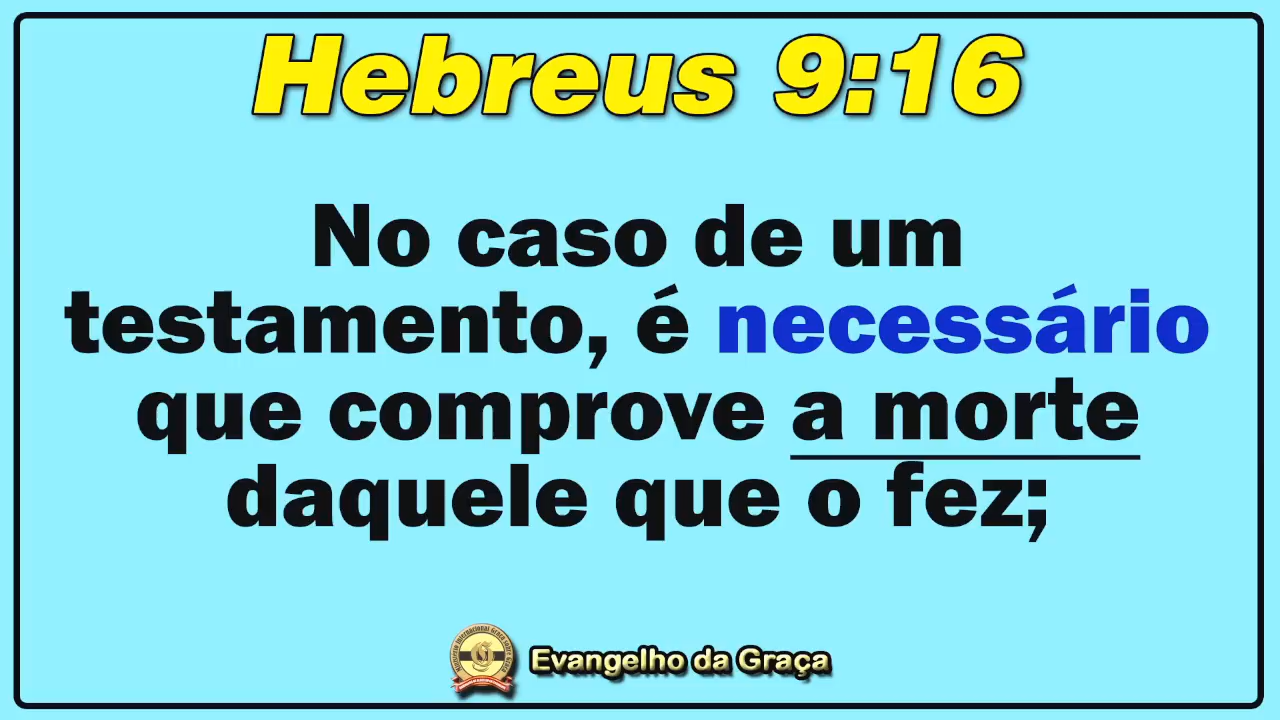 Hebreus 9:16
No caso de um
testamento, é necessário
que comprove a morte
daquele que o fez;
Evangelho da Graça